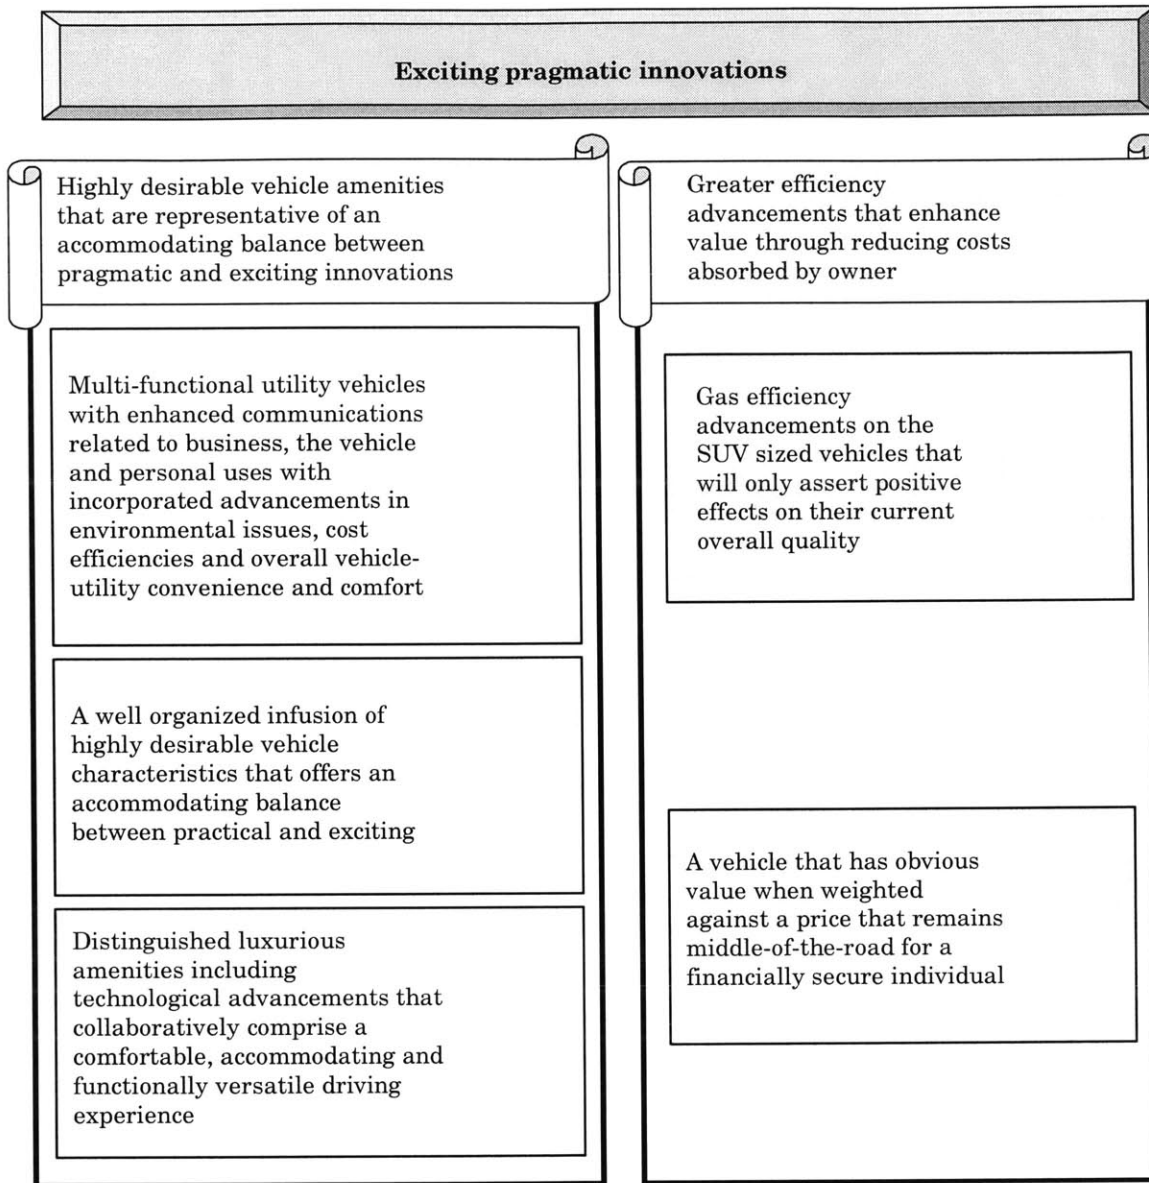 Exciting pragmatic innovations
Highly desirable vehicle amenities
that are representative of an
accommodating balance between
pragmatic and exciting innovations
Multi-functional utility vehicles
with enhanced communications
related to business, the vehicle
and personal uses with
incorporated advancements in
environmental issues, cost
efficiencies and overall vehicle-
utility convenience and comfort
A well organized infusion of
highly desirable vehicle
characteristics that offers an
accommodating balance
between practical and exciting
Distinguished luxurious
amenities including
technological advancements that
collaboratively comprise a
comfortable, accommodating and
functionally versatile driving
experience
Greater efficiency
advancements that enhance
value through reducing costs
absorbed by owner
Gas efficiency
advancements on the
SUV sized vehicles that
will only assert positive
effects on their current
overall quality
A vehicle that has obvious
value when weighted
against a price that remains
middle-of-the-road for a
financially secure individual